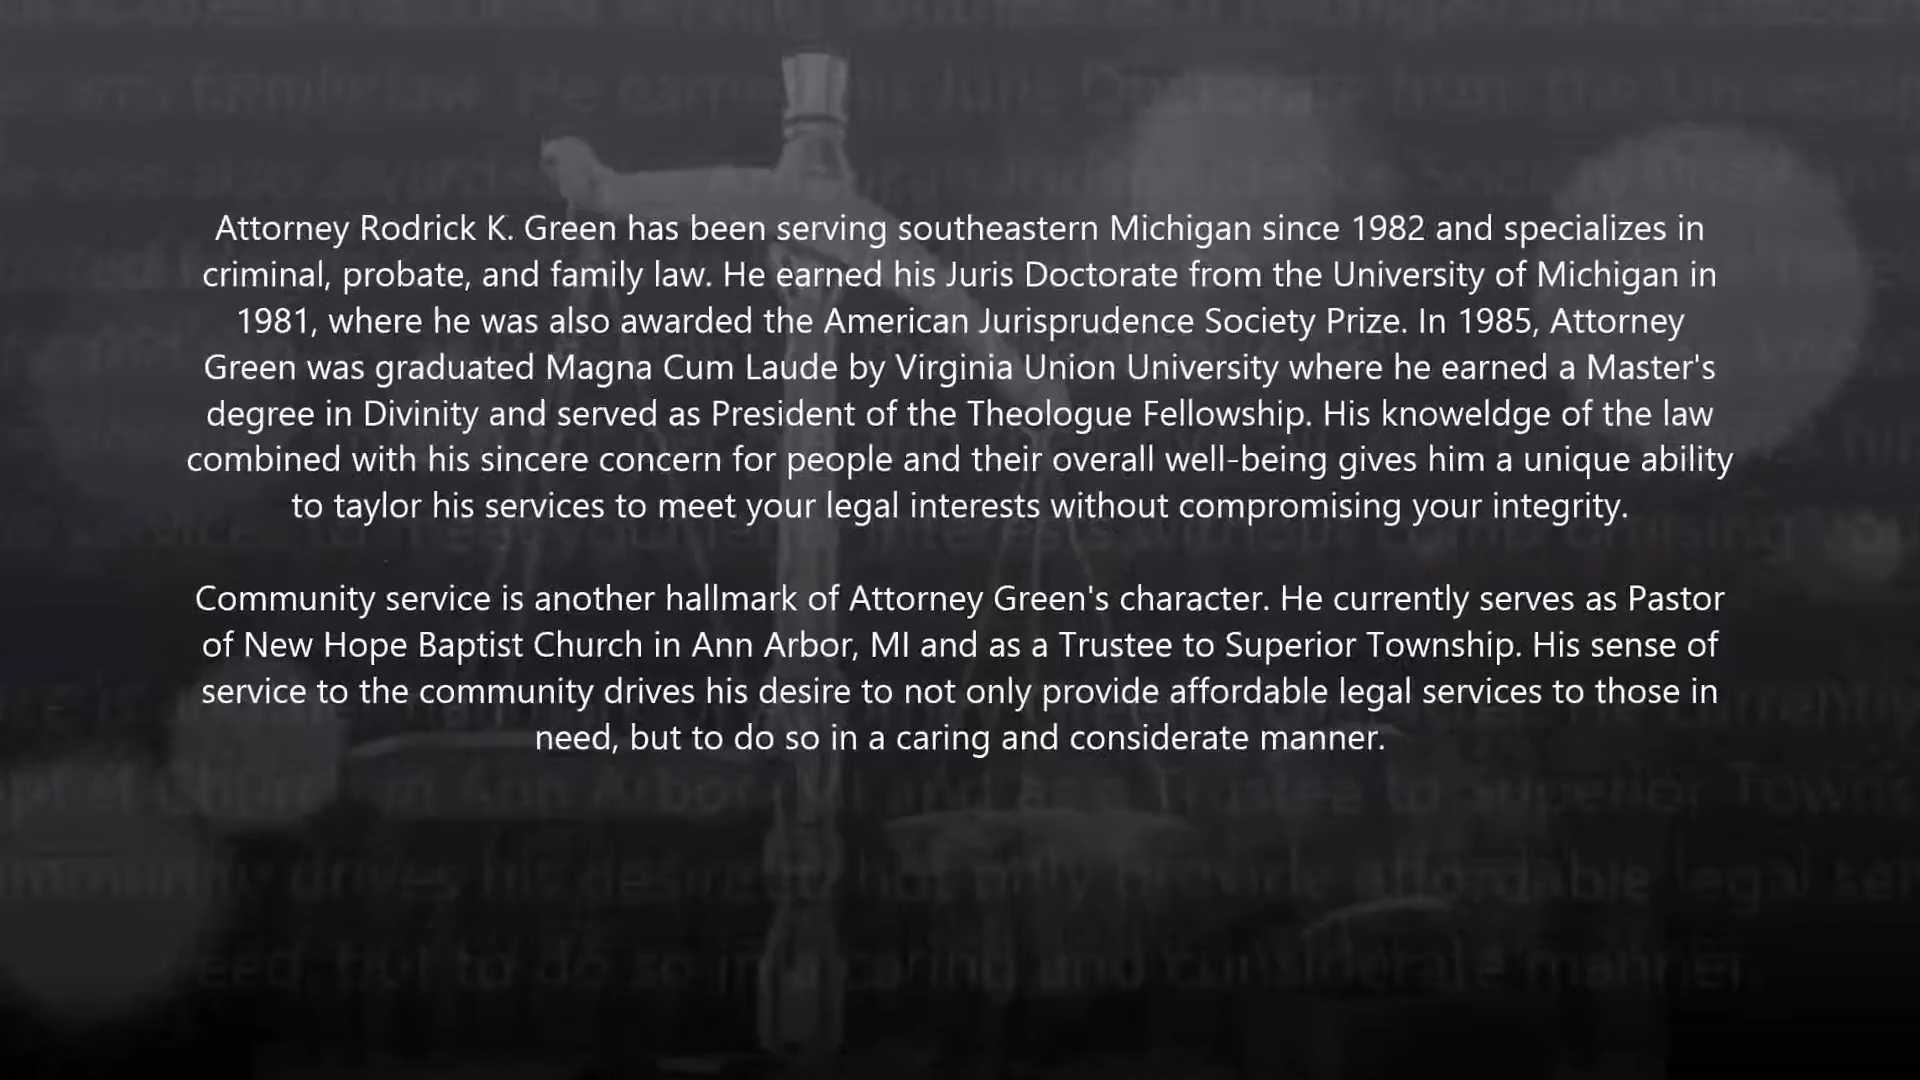 Attorney Rodrick K. Green has been serving southeastern Michigan since 1982 and specializes in
criminal, probate, and family law. He earned his Juris Doctorate from the University of Michigan in
1981, where he was also awarded the American Jurisprudence Society Prize. In 1985, Attorney
Green was graduated Magna Cum Laude by Virginia Union University where he earned a Master's
degree in Divinity and served as President of the Theologue Fellowship. His knoweldge of the law
combined with his sincere concern for people and their overall well-being gives him a unique ability
to taylor his services to meet your legal interests without compromising your integrity.
Community service is another hallmark of Attorney Green's character. He currently serves as Pastor
of New Hope Baptist Church in Ann Arbor, MI and as a Trustee to Superior Township. His sense of
service to the community drives his desire to not only provide affordable legal services to those in
need, but to do so in a caring and considerate manner.